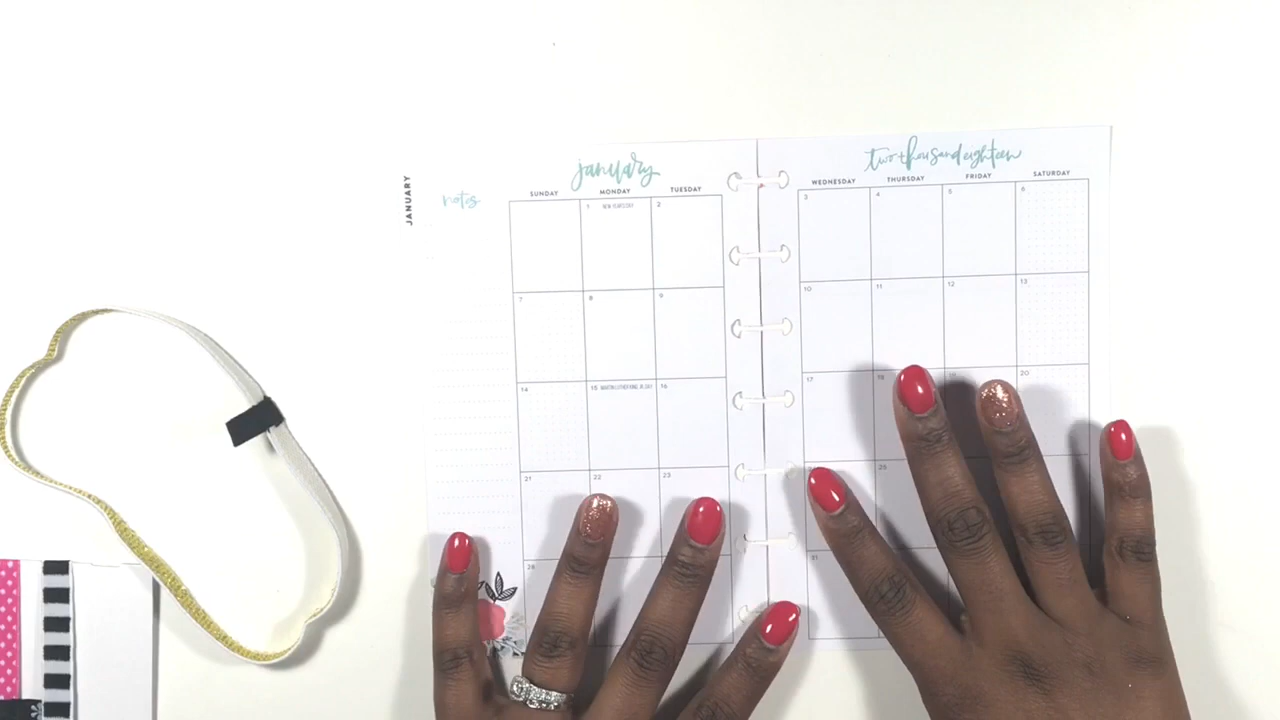 january
two thousand eighteen
JANUARY
notes
SUNDAY MONDAY TUESDAY WEDNESDAY THURSDAY FRIDAY SATURDAY
1 NEW YEAR'S DAY 2 3 4 5 6
7 8 9 10 11 12 13
14 15 MARTIN LUTHER KING, JR. DAY 16 17 18 19 20
21 22 23 25
28 31